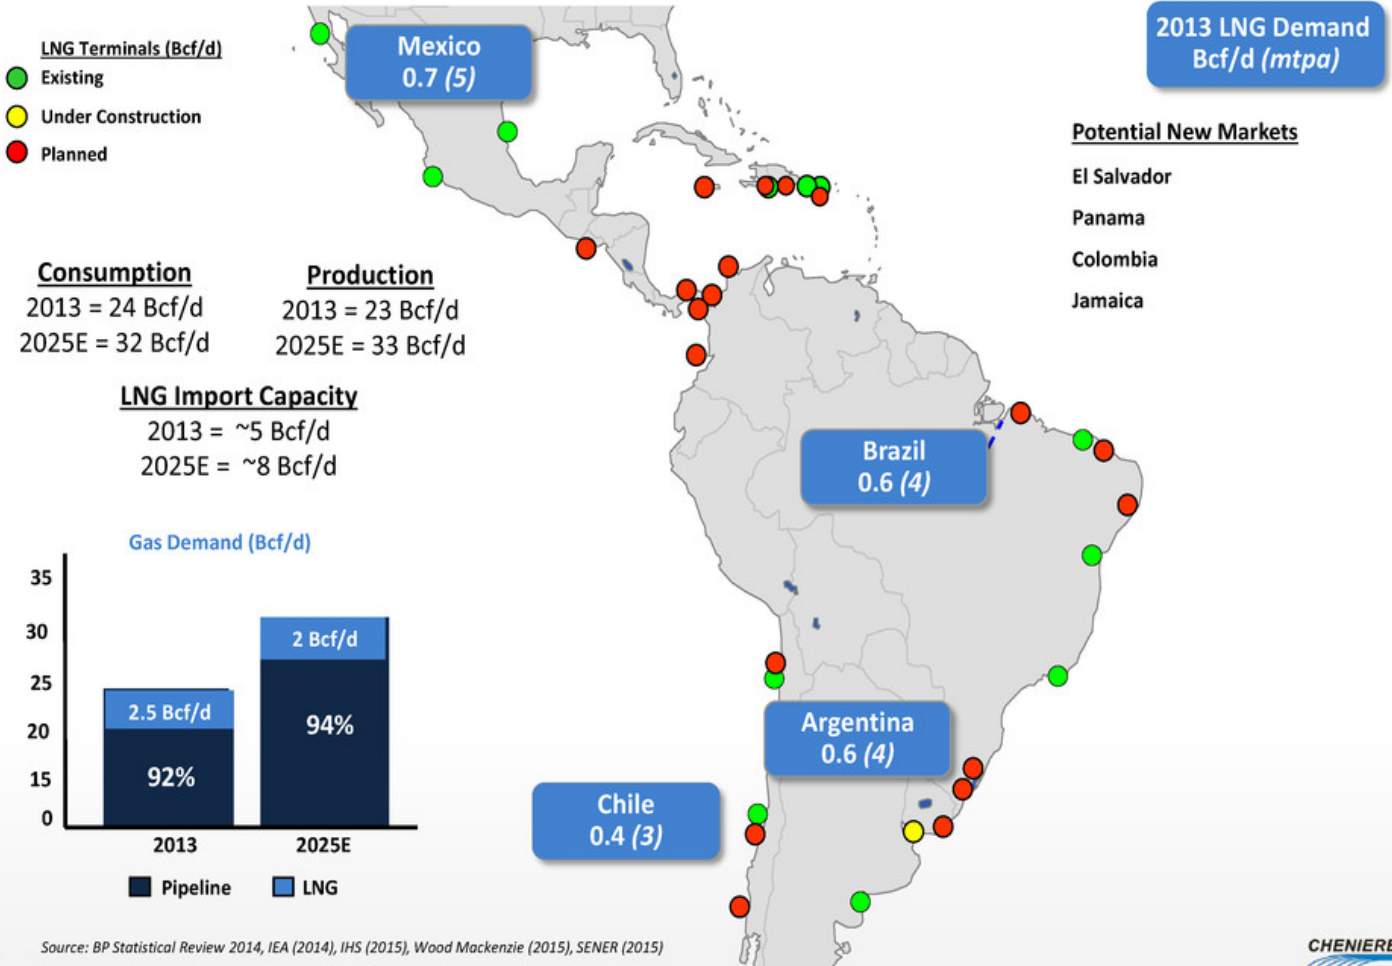 LNG Terminals (Bcf/d)
Existing
Under Construction
Planned
Mexico
0.7 (5)
2013 LNG Demand
Bcf/d (mtpa)
Potential New Markets
El Salvador
Panama
Colombia
Jamaica
Consumption
2013 = 24 Bcf/d
2025E = 32 Bcf/d
Production
2013 = 23 Bcf/d
2025E = 33 Bcf/d
LNG Import Capacity
2013 = ~5 Bcf/d
2025E = ~8 Bcf/d
Brazil
0.6 (4)
Argentina
0.6 (4)
Chile
0.4 (3)
Gas Demand (Bcf/d)
35
30
25
20
15
0
2.5 Bcf/d
92%
2 Bcf/d
94%
2013
2025E
Pipeline
LNG
Source: BP Statistical Review 2014, IEA (2014), IHS (2015), Wood Mackenzie (2015), SENER (2015)
CHENIERE